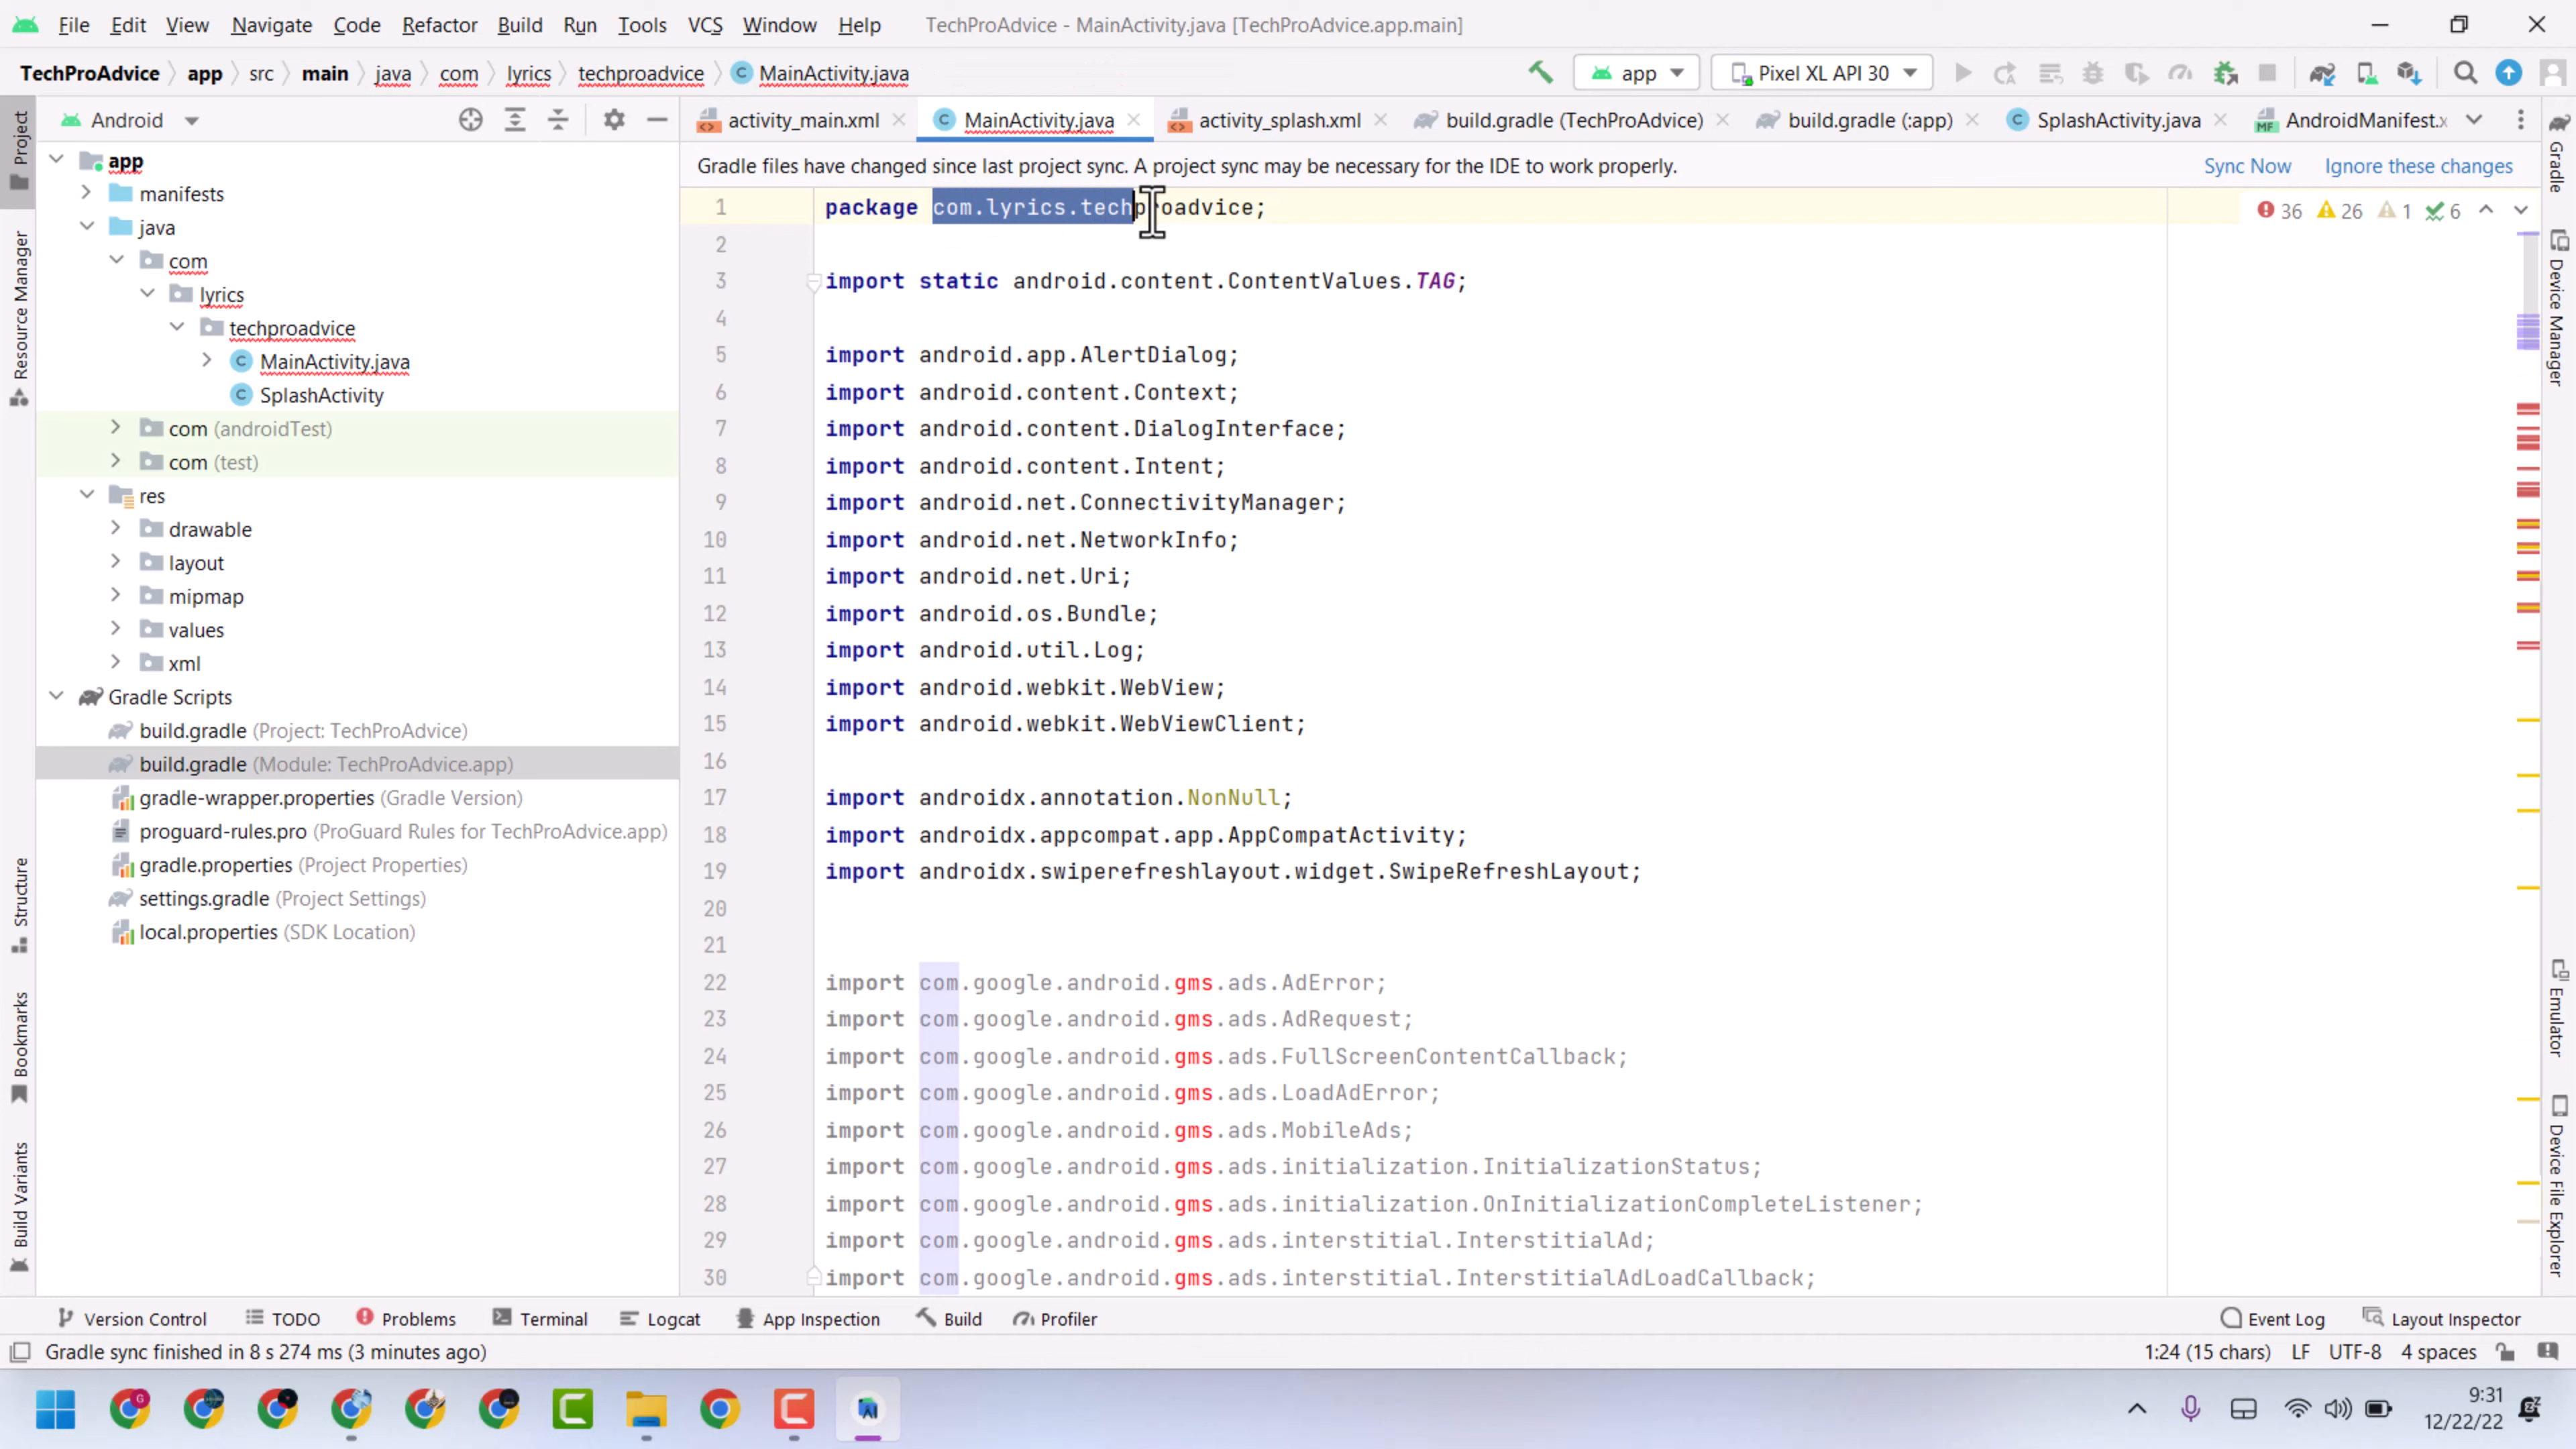 File Edit View Navigate Code Refactor Build Run Tools VCS Window Help TechProAdvice - MainActivity.java [TechProAdvice.app.main]
TechProAdvice app src main java com lyrics techproadvice MainActivity.java app Pixel XL API 30
Android
activity_main.xml MainActivity.java activity_splash.xml build.gradle (TechProAdvice) build.gradle (:app) SplashActivity.java AndroidManifest.x
Gradle files have changed since last project sync. A project sync may be necessary for the IDE to work properly. Sync Now Ignore these changes
36 26 1 6
Project
Resource Manager
Structure
Bookmarks
Build Variants
app
manifests
java
com
lyrics
techproadvice
MainActivity.java
SplashActivity
com (androidTest)
com (test)
res
drawable
layout
mipmap
values
xml
Gradle Scripts
build.gradle (Project: TechProAdvice)
build.gradle (Module: TechProAdvice.app)
gradle-wrapper.properties (Gradle Version)
proguard-rules.pro (ProGuard Rules for TechProAdvice.app)
gradle.properties (Project Properties)
settings.gradle (Project Settings)
local.properties (SDK Location)
1 package com.lyrics.techproadvice;
2
3 import static android.content.ContentValues.TAG;
4
5 import android.app.AlertDialog;
6 import android.content.Context;
7 import android.content.DialogInterface;
8 import android.content.Intent;
9 import android.net.ConnectivityManager;
10 import android.net.NetworkInfo;
11 import android.net.Uri;
12 import android.os.Bundle;
13 import android.util.Log;
14 import android.webkit.WebView;
15 import android.webkit.WebViewClient;
16
17 import androidx.annotation.NonNull;
18 import androidx.appcompat.app.AppCompatActivity;
19 import androidx.swiperefreshlayout.widget.SwipeRefreshLayout;
20
21
22 import com.google.android.gms.ads.AdError;
23 import com.google.android.gms.ads.AdRequest;
24 import com.google.android.gms.ads.FullScreenContentCallback;
25 import com.google.android.gms.ads.LoadAdError;
26 import com.google.android.gms.ads.MobileAds;
27 import com.google.android.gms.ads.initialization.InitializationStatus;
28 import com.google.android.gms.ads.initialization.OnInitializationCompleteListener;
29 import com.google.android.gms.ads.interstitial.InterstitialAd;
30 import com.google.android.gms.ads.interstitial.InterstitialAdLoadCallback;
Gradle
Device Manager
Emulator
Device File Explorer
Version Control TODO Problems Terminal Logcat App Inspection Build Profiler Event Log Layout Inspector
Gradle sync finished in 8 s 274 ms (3 minutes ago) 1:24 (15 chars) LF UTF-8 4 spaces
9:31
12/22/22